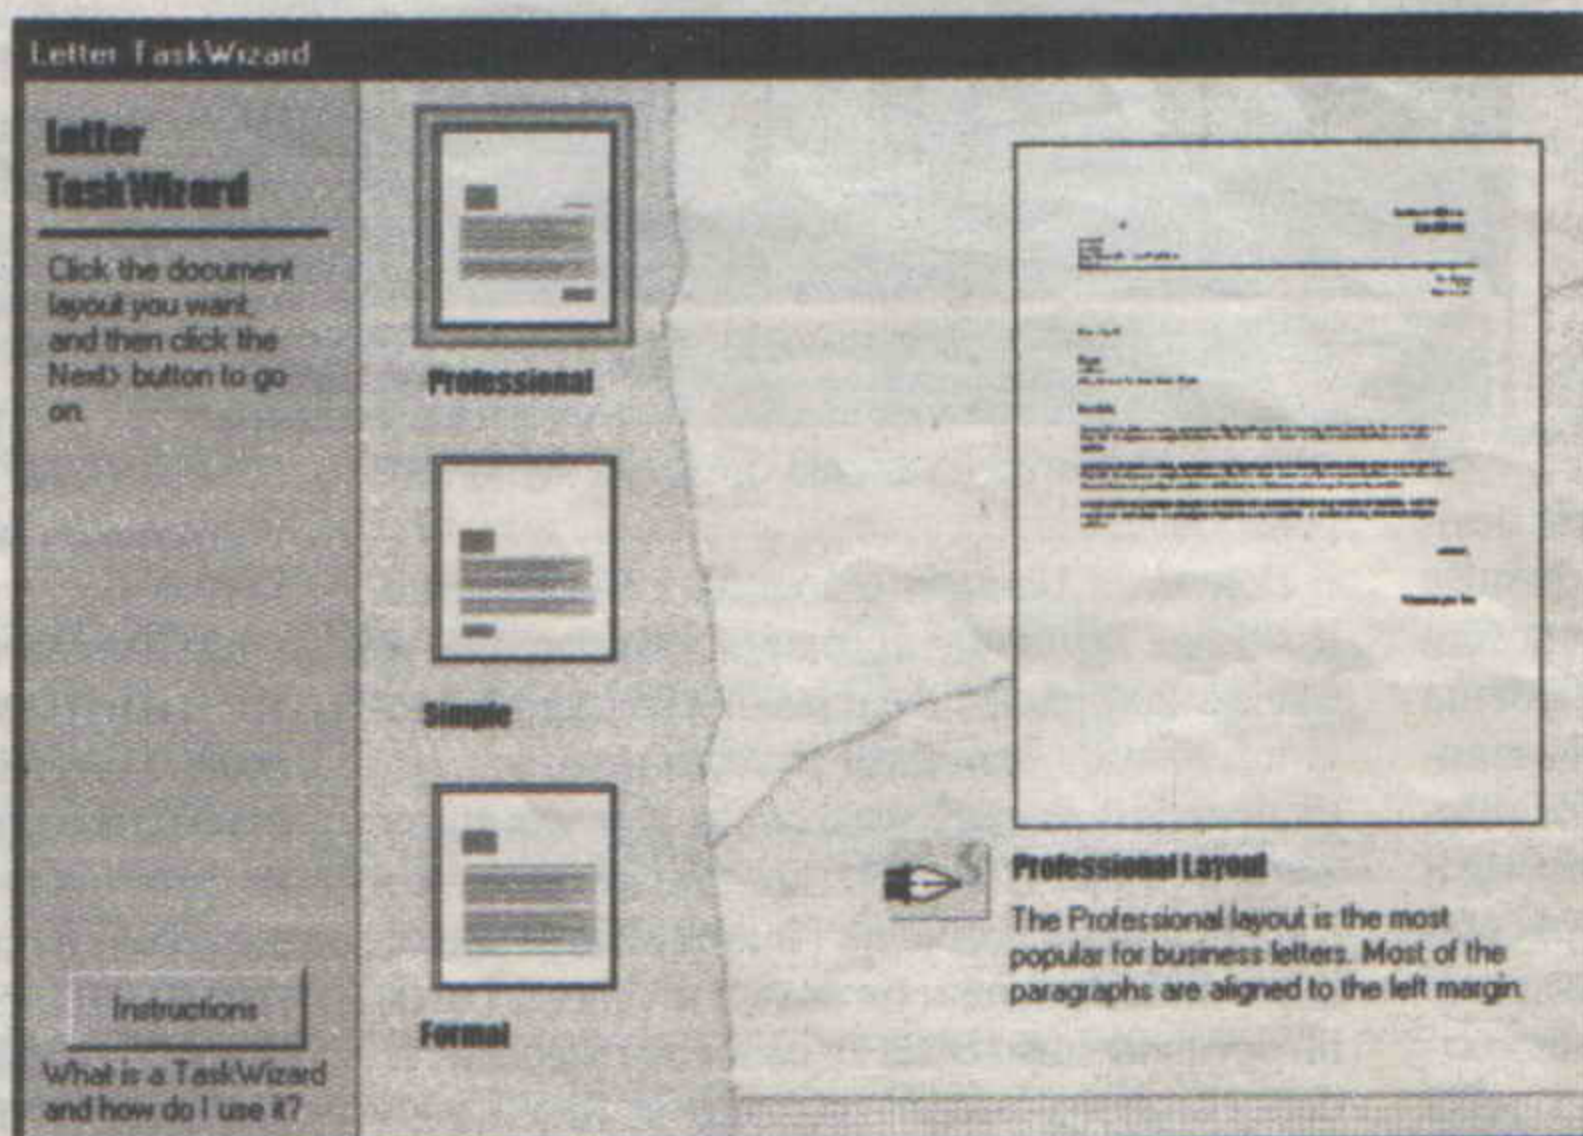 Letter TaskWizard
Letter
TaskWizard
Click the document
layout you want,
and then click the
Next> button to go
on.
Instructions
What is a TaskWizard
and how do I use it?
Professional
Simple
Formal
Professional Layout
The Professional layout is the most
popular for business letters. Most of the
paragraphs are aligned to the left margin.